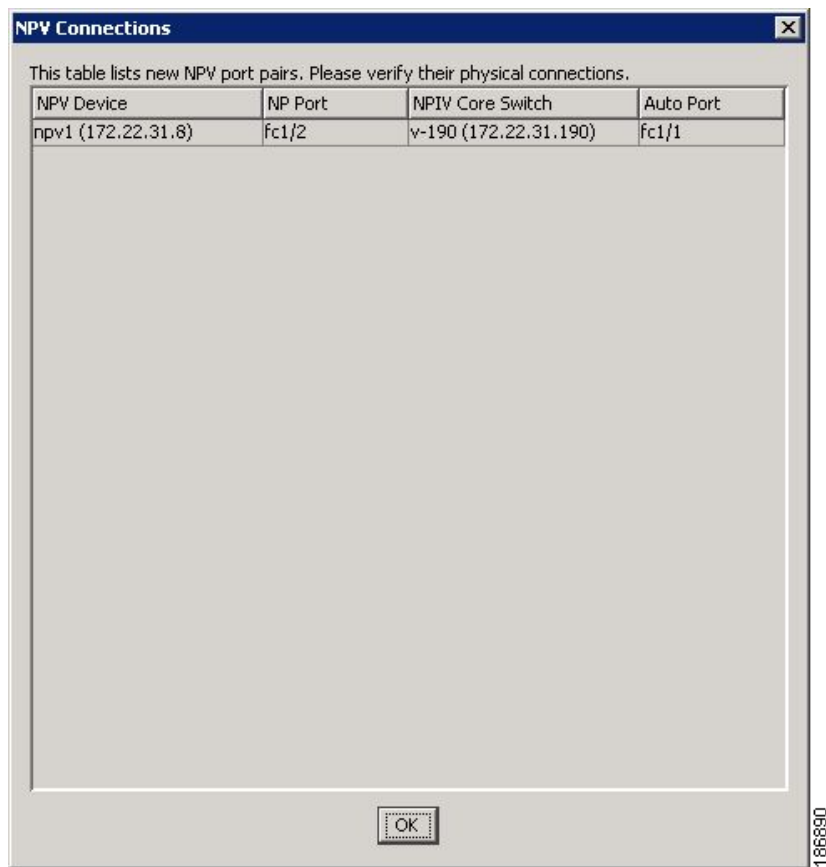 NPV Connections
This table lists new NPV port pairs. Please verify their physical connections.
NPV Device NP Port NPIV Core Switch Auto Port
npv1 (172.22.31.8) fc1/2 v-190 (172.22.31.190) fc1/1
OK
186890